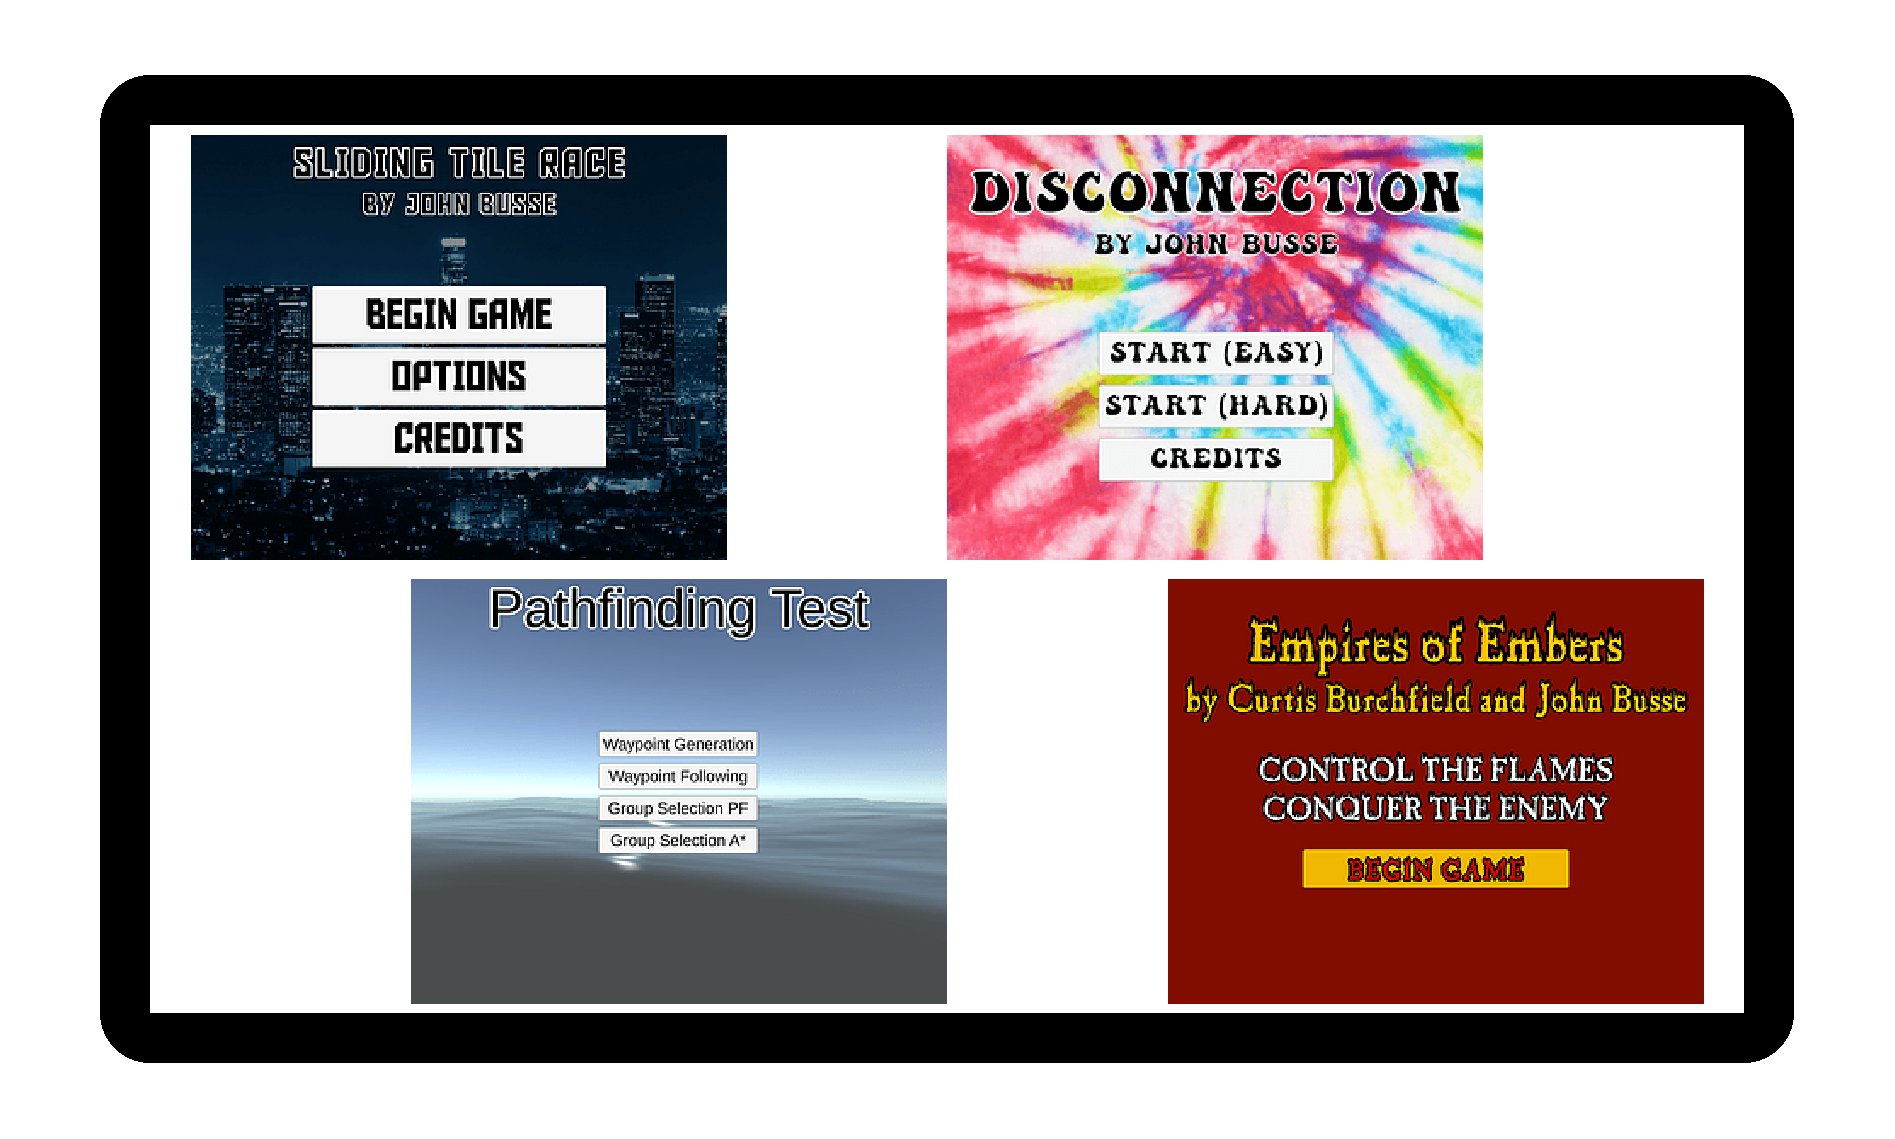 SLIDING TILE RACE
BY JOHN BUSSE
BEGIN GAME
OPTIONS
CREDITS
DISCONNECTION
BY JOHN BUSSE
START (EASY)
START (HARD)
CREDITS
Pathfinding Test
Waypoint Generation
Waypoint Following
Group Selection PF
Group Selection A*
Empires of Embers
by Curtis Burchfield and John Busse
CONTROL THE FLAMES
CONQUER THE ENEMY
BEGIN GAME